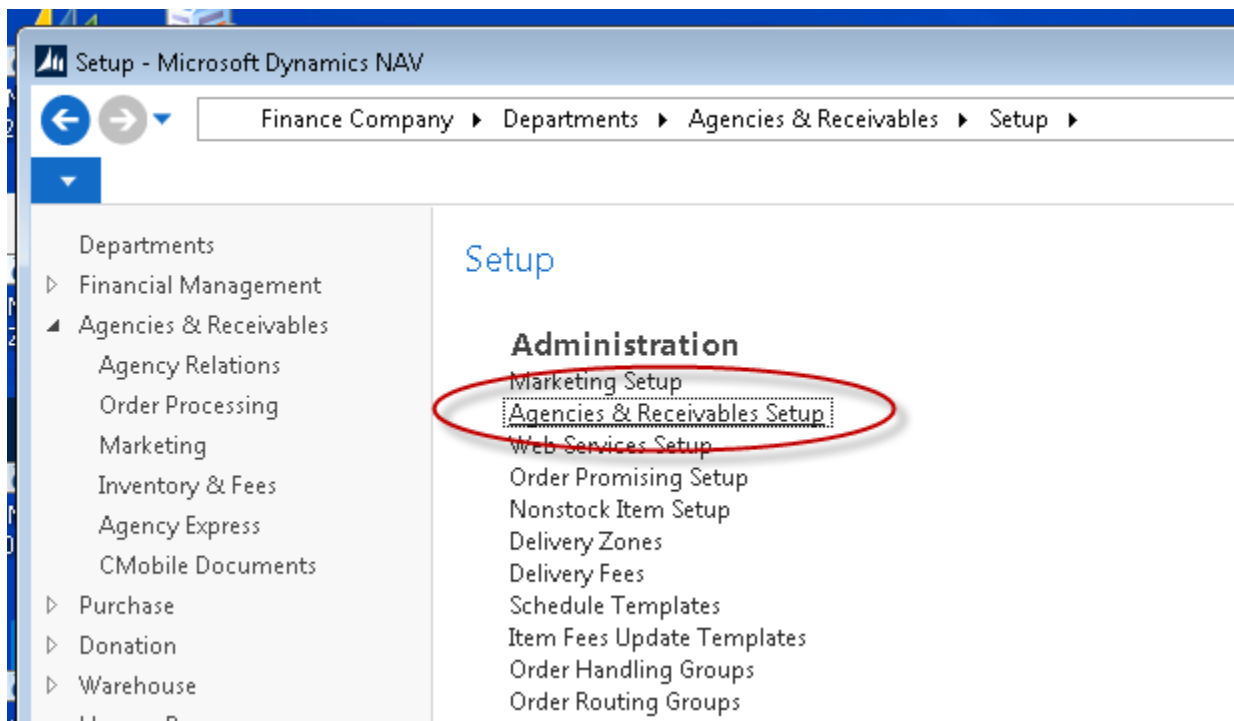 Setup - Microsoft Dynamics NAV
Finance Company ▸ Departments ▸ Agencies & Receivables ▸ Setup ▸
Departments
Financial Management
Agencies & Receivables
Agency Relations
Order Processing
Marketing
Inventory & Fees
Agency Express
CMobile Documents
Purchase
Donation
Warehouse
Setup
Administration
Marketing Setup
Agencies & Receivables Setup
Web Services Setup
Order Promising Setup
Nonstock Item Setup
Delivery Zones
Delivery Fees
Schedule Templates
Item Fees Update Templates
Order Handling Groups
Order Routing Groups